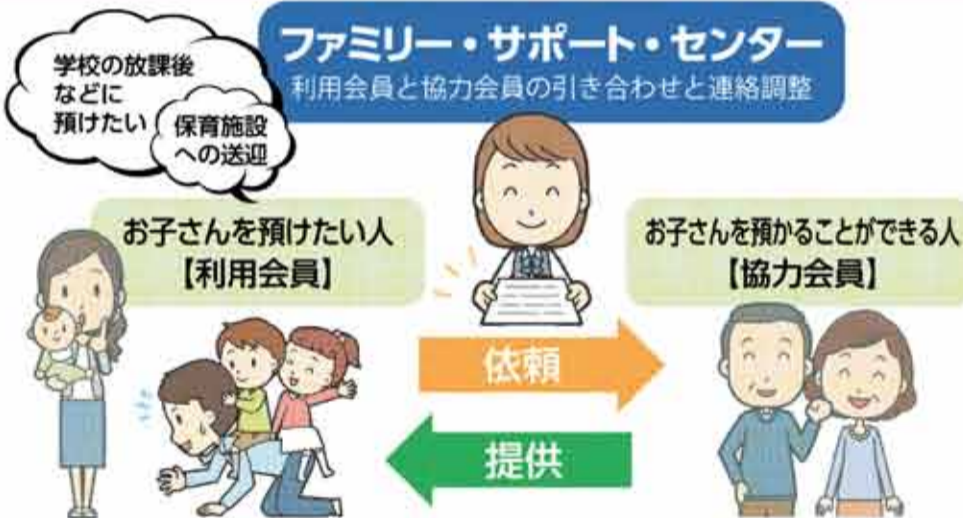 ファミリー・サポート・センター
利用会員と協力会員の引き合わせと連絡調整
学校の放課後
などに
預けたい
保育施設
への送迎
お子さんを預けたい人
【利用会員】
お子さんを預かることができる人
【協力会員】
依頼
提供